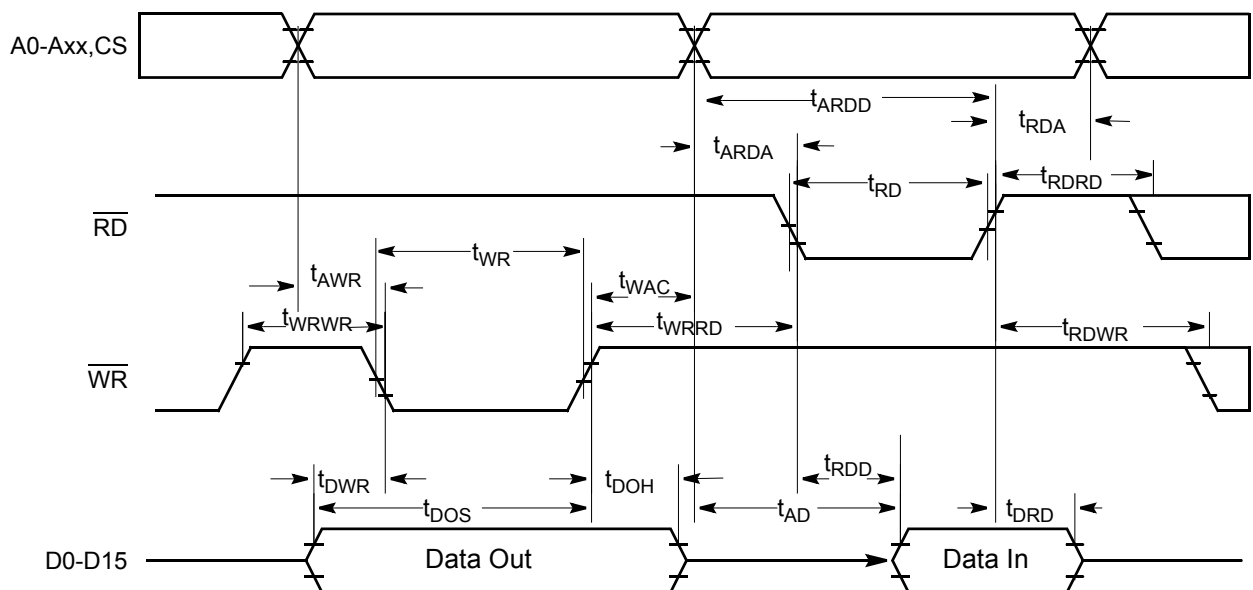 A0-Axx,CS
tARDD
tRDA
tARDA
tRD
tRDRD
RD
tWR
tAWR
tWAC
tWRWR
tWRRD
tRDWR
WR
tRDD
tDWR
tDOH
tDOS
tAD
tDRD
D0-D15
Data Out
Data In